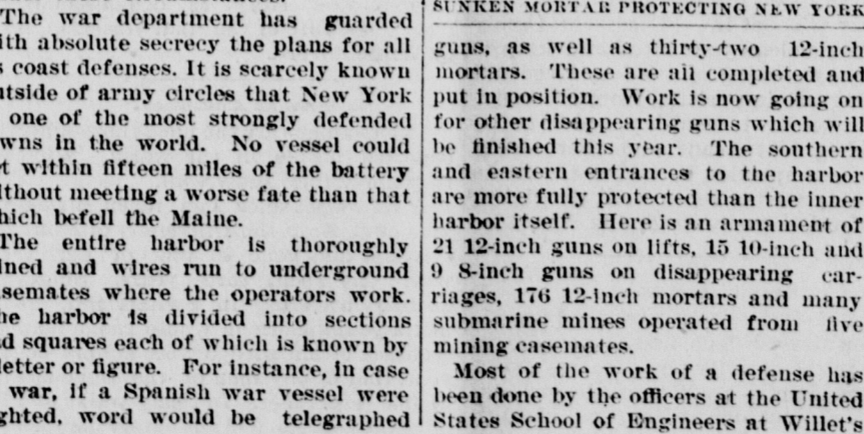 The war department has guarded
with absolute secrecy the plans for all
coast defenses. It is scarcely known
outside of army circles that New York
one of the most strongly defended
towns in the world. No vessel could
within fifteen miles of the battery
without meeting a worse fate than that
which befell the Maine.
The entire harbor is thoroughly
mined and wires run to underground
casemates where the operators work.
The harbor is divided into sections
and squares each of which is known by
letter or figure. For instance, in case
war, if a Spanish war vessel were
sighted, word would be telegraphed
SUNKEN MORTAR PROTECTING NEW YORK
guns, as well as thirty-two 12-inch
mortars. These are all completed and
put in position. Work is now going on
for other disappearing guns which will
be finished this year. The southern
and eastern entrances to the harbor
are more fully protected than the inner
harbor itself. Here is an armament of
21 12-inch guns on lifts, 15 10-inch and
9 8-inch guns on disappearing car-
riages, 176 12-inch mortars and many
submarine mines operated from five
mining casemates.
Most of the work of a defense has
been done by the officers at the United
States School of Engineers at Willet's